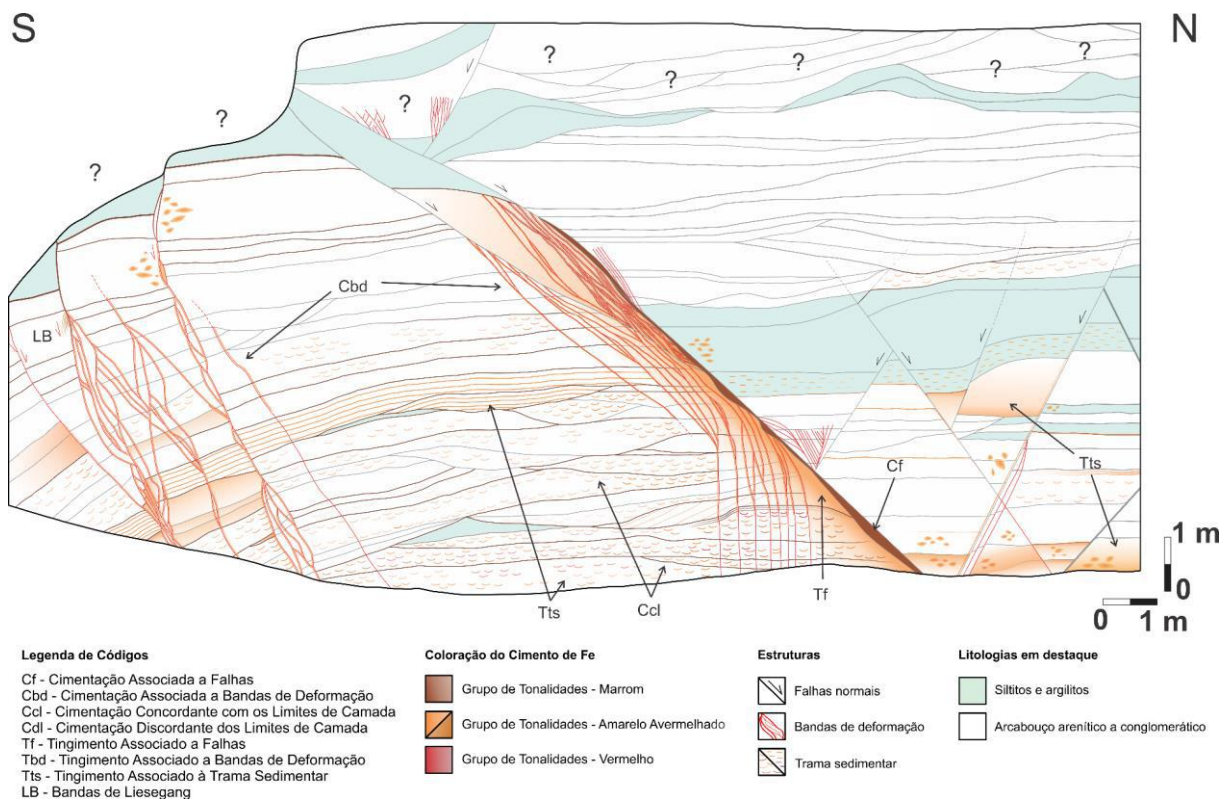 S
N
?
?
?
?
?
?
?
?
?
Cbd
LB
Cf
Tts
Tts
Ccl
Tf
1 m
0
0 1 m
Legenda de Códigos
Cf - Cimentação Associada a Falhas
Cbd - Cimentação Associada a Bandas de Deformação
Ccl - Cimentação Concordante com os Limites de Camada
Cdl - Cimentação Discordante dos Limites de Camada
Tf - Tingimento Associado a Falhas
Tbd - Tingimento Associado a Bandas de Deformação
Tts - Tingimento Associado à Trama Sedimentar
LB - Bandas de Liesegang
Coloração do Cimento de Fe
Grupo de Tonalidades - Marrom
Grupo de Tonalidades - Amarelo Avermelhado
Grupo de Tonalidades - Vermelho
Estruturas
Falhas normais
Bandas de deformação
Trama sedimentar
Litologias em destaque
Siltitos e argilitos
Arcabouço arenítico a conglomerático